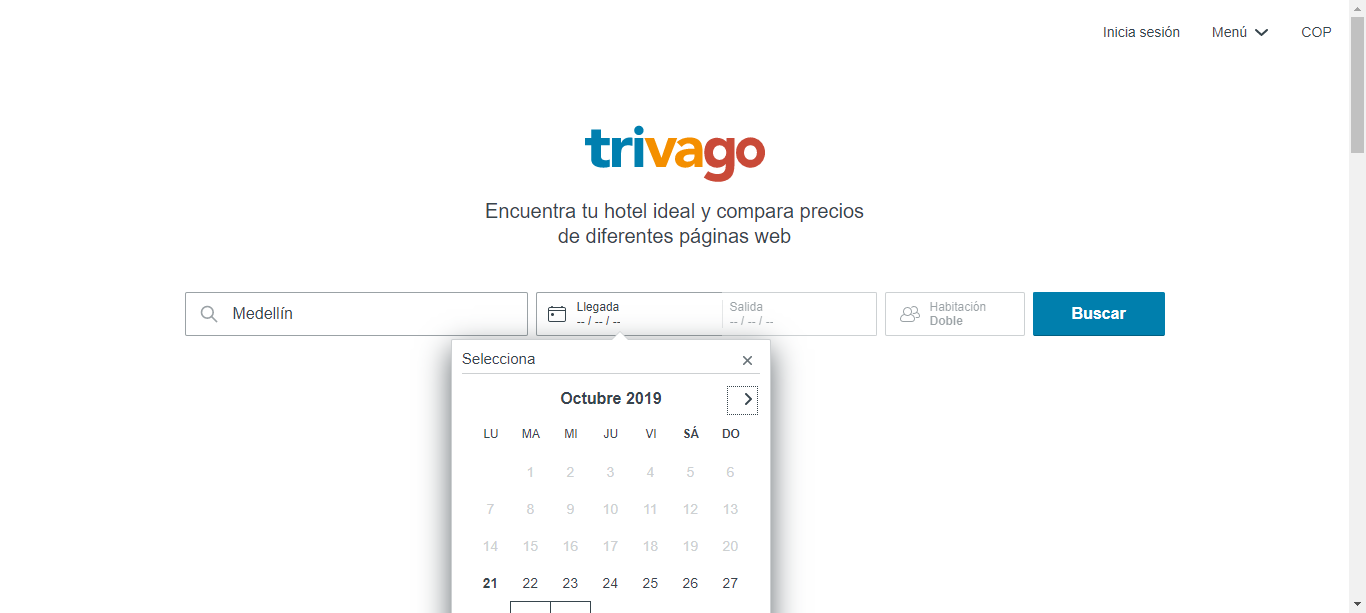 Inicia sesión Menú COP
trivago
Encuentra tu hotel ideal y compara precios
de diferentes páginas web
Medellín
Llegada
-- / -- / --
Salida
-- / -- / --
Habitación
Doble
Buscar
Selecciona
Octubre 2019
LU MA MI JU VI SÁ DO
1 2 3 4 5 6
7 8 9 10 11 12 13
14 15 16 17 18 19 20
21 22 23 24 25 26 27